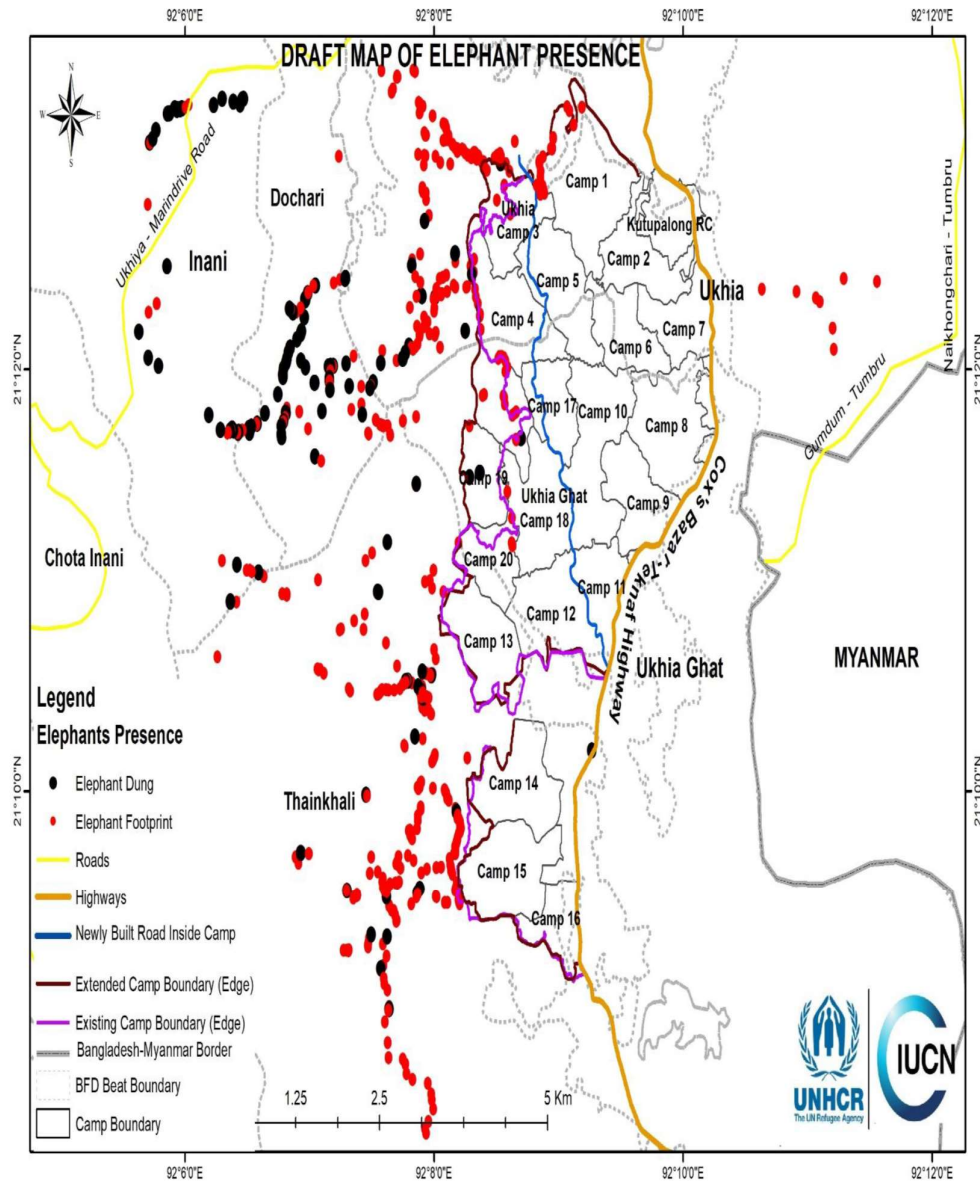 92°6'0"E
92°8'0"E
92°10'0"E
92°12'0"E
DRAFT MAP OF ELEPHANT PRESENCE
N
W
E
S
Ukhiya - Marindrive Road
Dochari
Inani
Camp 1
Ukhia
Camp 3
Kutupalong RC
Camp 2
Camp 5
Ukhia
Camp 4
Camp 7
Camp 6
Naikhongchari - Tumbru
21°12'0"N
21°12'0"N
Gumdum - Tumbru
Camp 17
Camp 10
Camp 8
Camp 19
Ukhia Ghat
Camp 18
Camp 9
Cox's Bazar-Teknaf Highway
Chota Inani
Camp 20
Camp 11
Camp 12
Camp 13
Ukhia Ghat
MYANMAR
Camp 14
Thainkhali
21°10'0"N
21°10'0"N
Camp 15
Camp 16
Legend
Elephants Presence
Elephant Dung
Elephant Footprint
Roads
Highways
Newly Built Road Inside Camp
Extended Camp Boundary (Edge)
Existing Camp Boundary (Edge)
Bangladesh-Myanmar Border
BFD Beat Boundary
Camp Boundary
1.25
2.5
5 Km
UNHCR
The UN Refugee Agency
IUCN
92°6'0"E
92°8'0"E
92°10'0"E
92°12'0"E